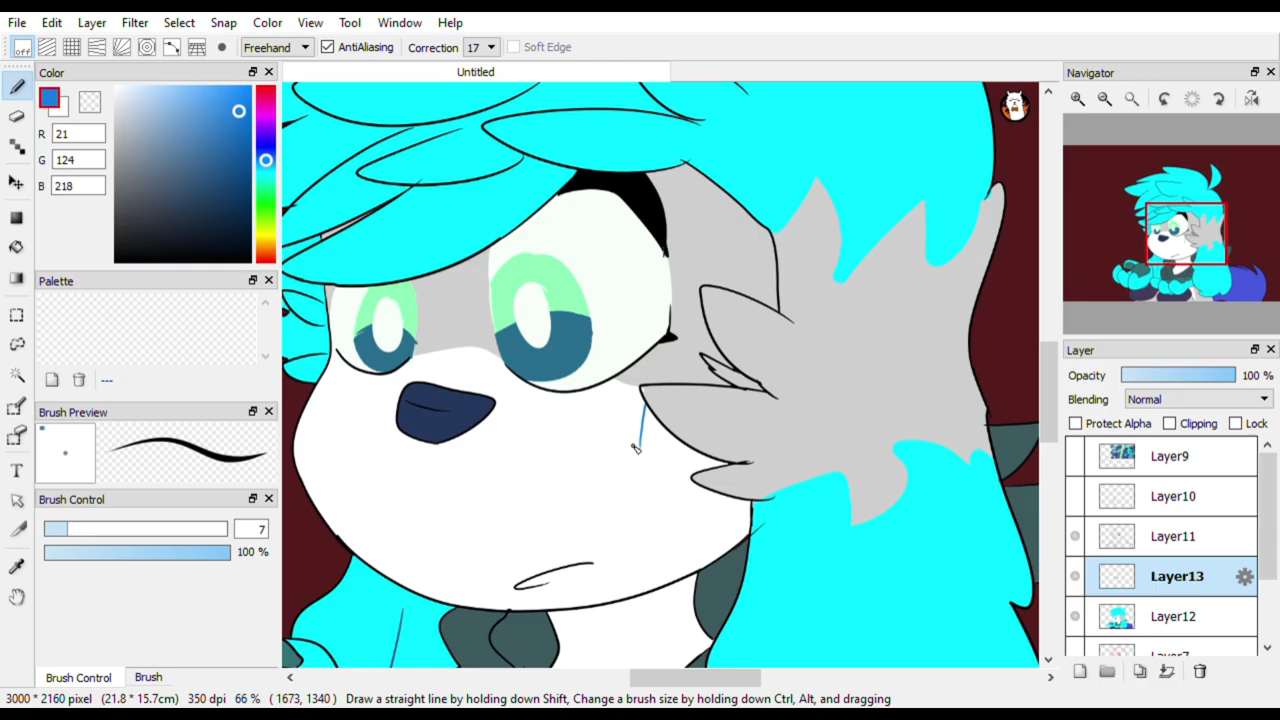 File Edit Layer Filter Select Snap Color View Tool Window Help
off Freehand AntiAliasing Correction 17 Soft Edge
Color
Untitled
Navigator
R 21
G 124
B 218
Palette
---
Brush Preview
Brush Control
7
100 %
Layer
Opacity 100 %
Blending Normal
Protect Alpha Clipping Lock
Layer9
Layer10
Layer11
Layer13
Layer12
Layer7
Brush Control Brush
3000 * 2160 pixel (21.8 * 15.7cm) 350 dpi 66 % ( 1673, 1340 ) Draw a straight line by holding down Shift, Change a brush size by holding down Ctrl, Alt, and dragging